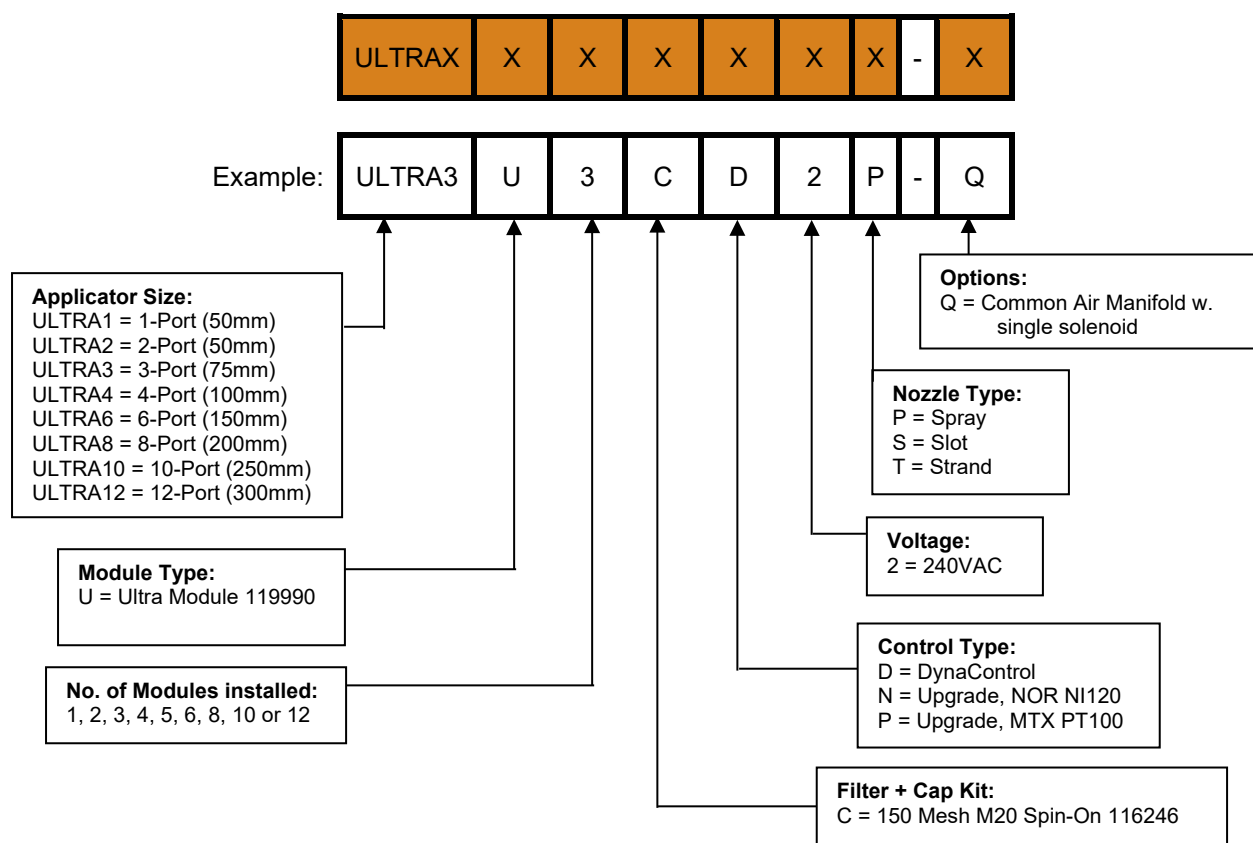 ULTRAX X X X X X X - X
Example: ULTRA3 U 3 C D 2 P - Q
Applicator Size:
ULTRA1 = 1-Port (50mm)
ULTRA2 = 2-Port (50mm)
ULTRA3 = 3-Port (75mm)
ULTRA4 = 4-Port (100mm)
ULTRA6 = 6-Port (150mm)
ULTRA8 = 8-Port (200mm)
ULTRA10 = 10-Port (250mm)
ULTRA12 = 12-Port (300mm)
Options:
Q = Common Air Manifold w.
single solenoid
Nozzle Type:
P = Spray
S = Slot
T = Strand
Module Type:
U = Ultra Module 119990
Voltage:
2 = 240VAC
No. of Modules installed:
1, 2, 3, 4, 5, 6, 8, 10 or 12
Control Type:
D = DynaControl
N = Upgrade, NOR NI120
P = Upgrade, MTX PT100
Filter + Cap Kit:
C = 150 Mesh M20 Spin-On 116246